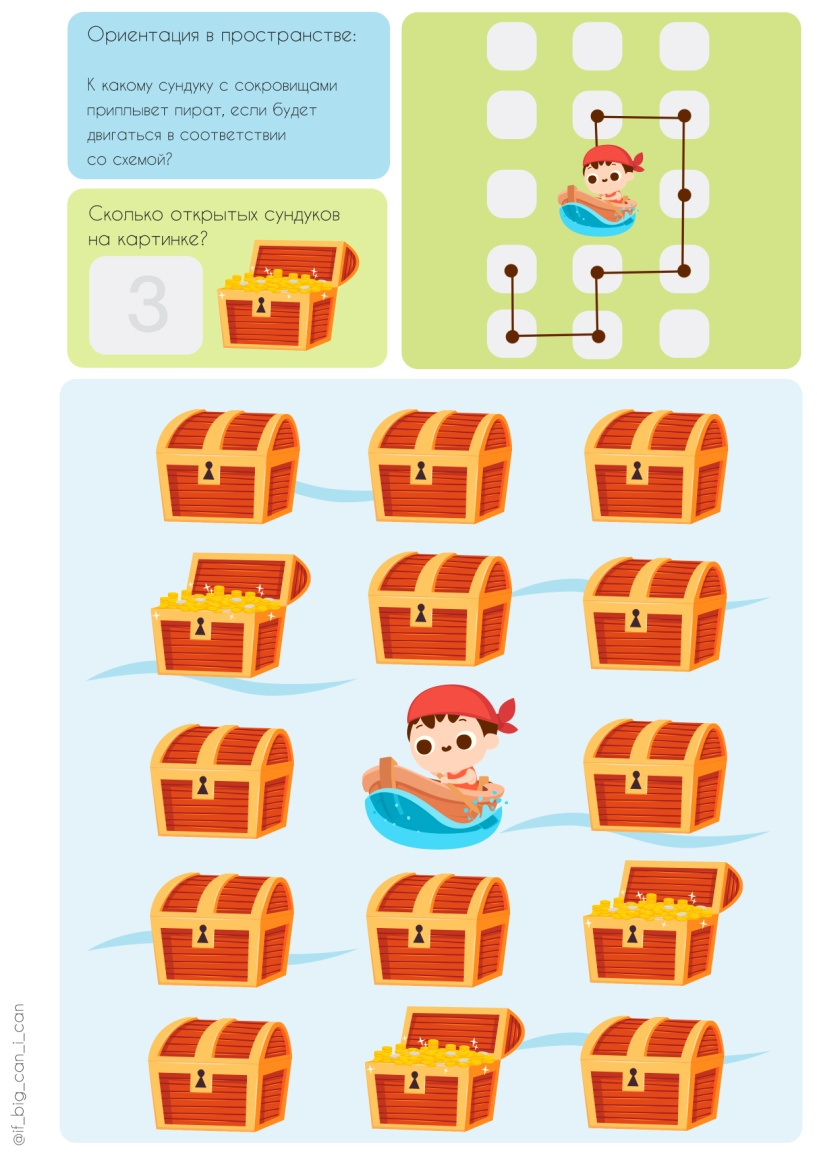 Ориентация в пространстве:
К какому сундуку с сокровищами
приплывет пират, если будет
двигаться в соответствии
со схемой?
Сколько открытых сундуков
на картинке?
3
@if_big_can_i_can